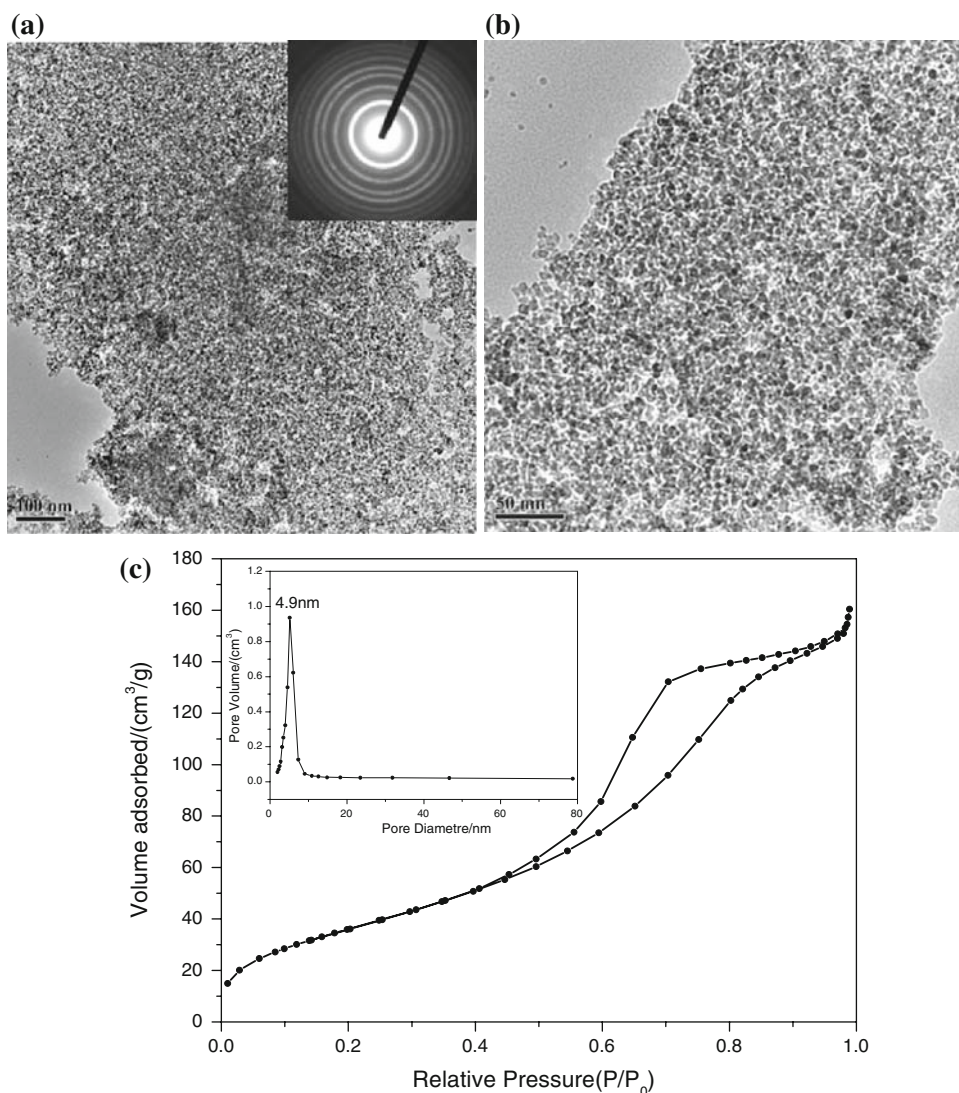 (a)
(b)
100 nm
50 nm
(c)
180
160
140
120
100
80
60
40
20
0
Volume adsorbed/(cm³/g)
0.0 0.2 0.4 0.6 0.8 1.0
Relative Pressure(P/P₀)
1.2
1.0
0.8
0.6
0.4
0.2
0.0
Pore Volume/(cm³)
4.9nm
0 20 40 60 80
Pore Diametre/nm